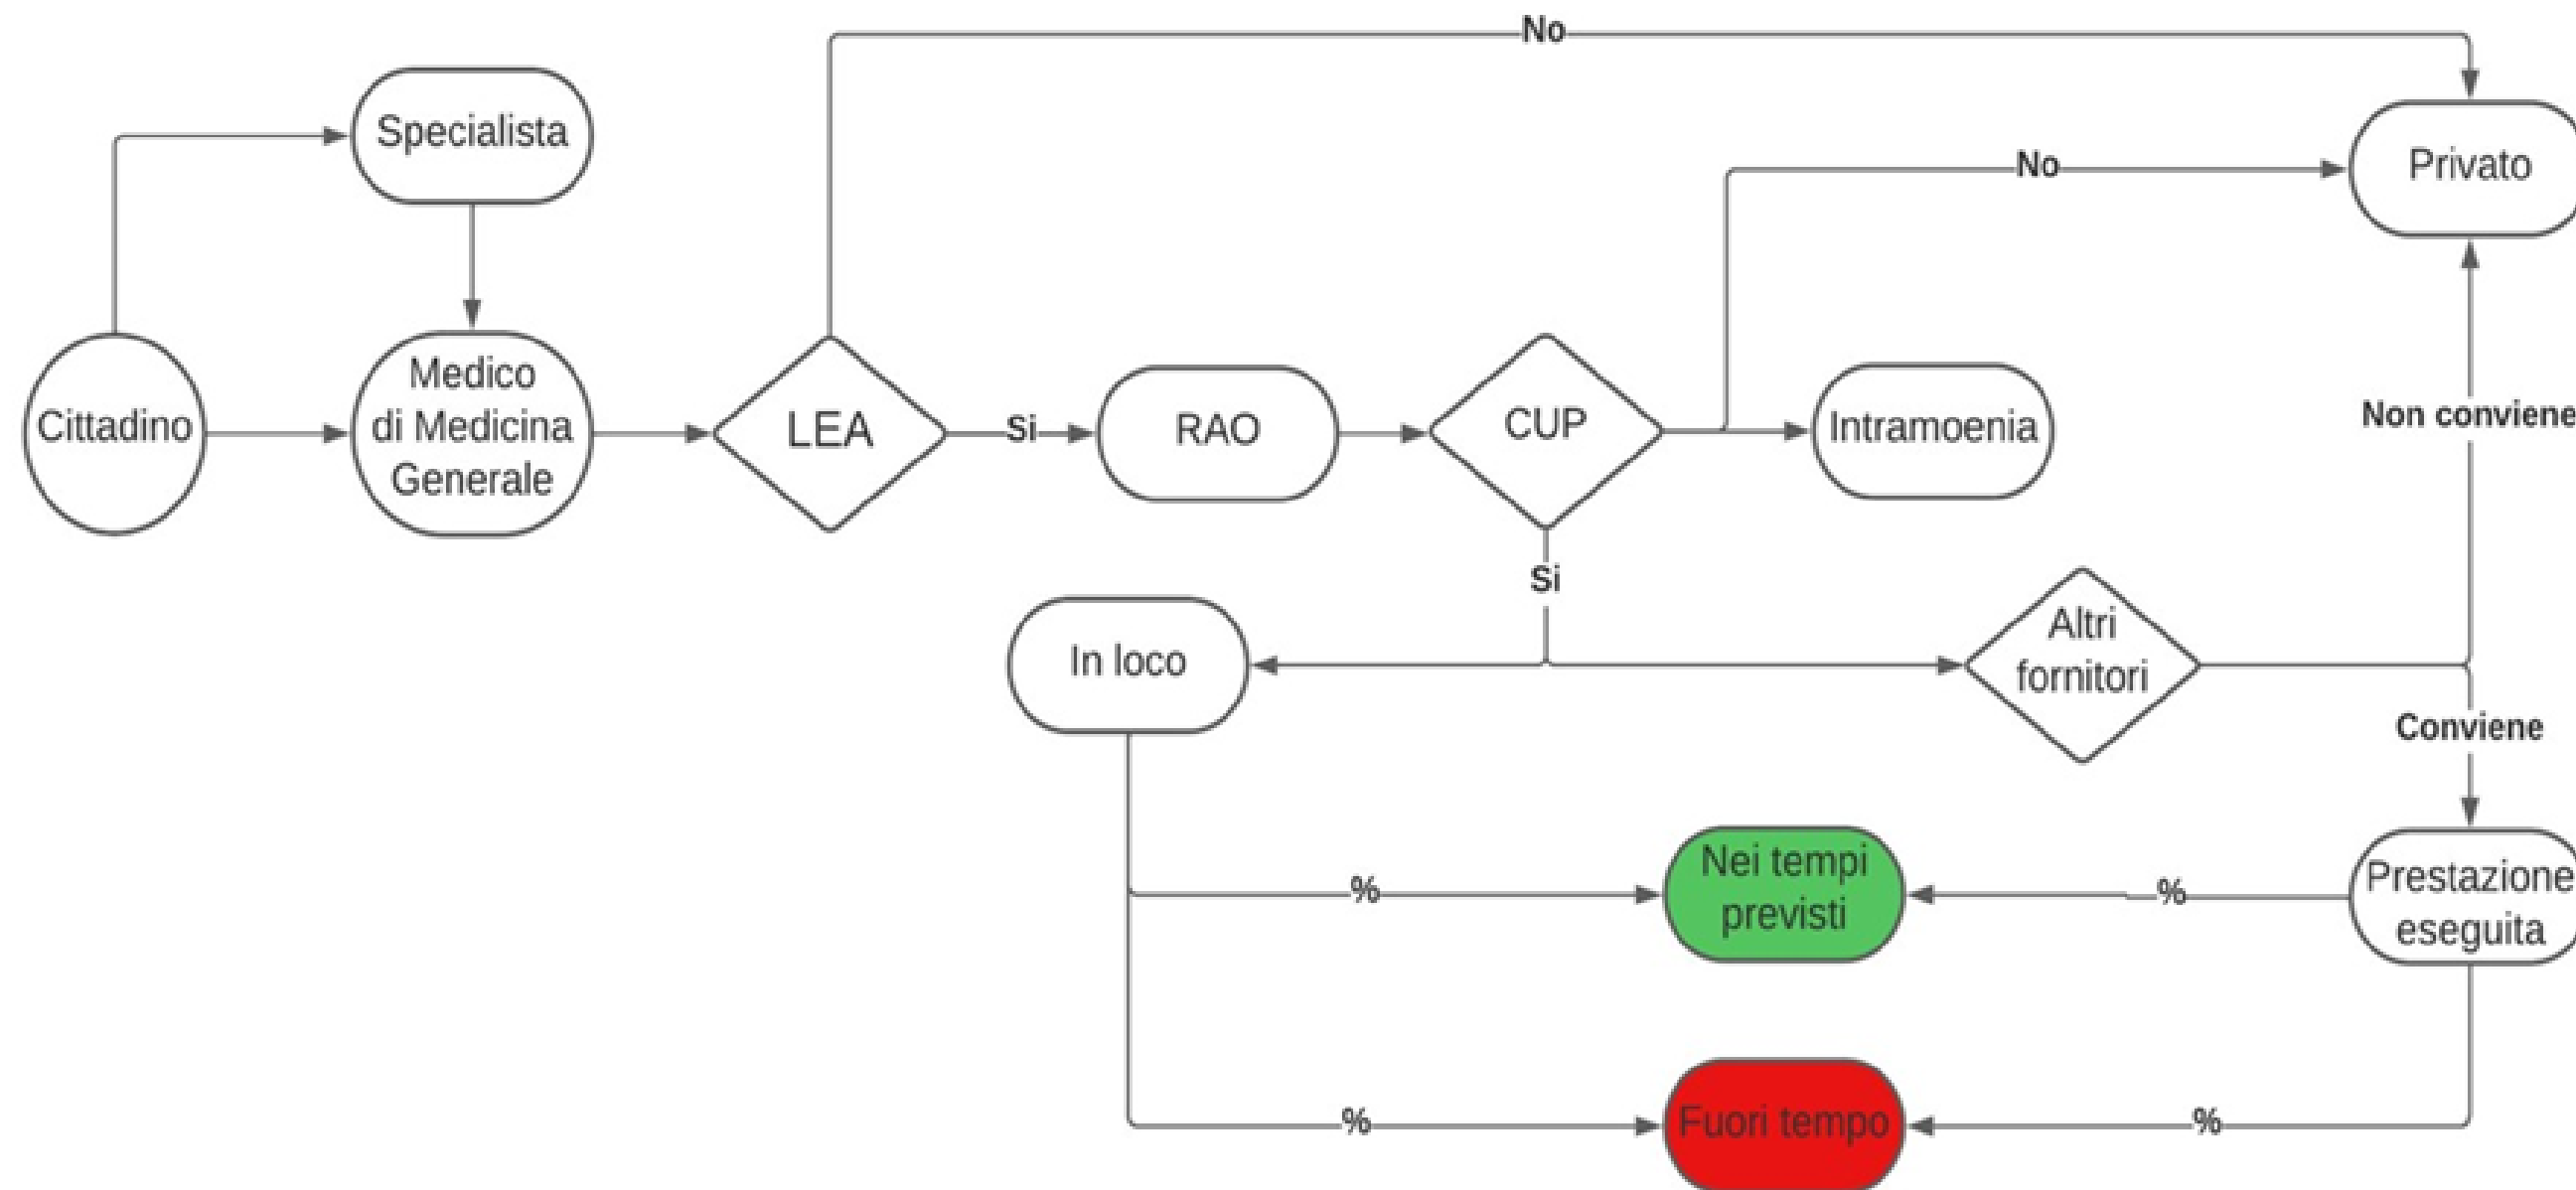 No
Specialista
Privato
No
Cittadino
Medico
di Medicina
Generale
LEA
Si
RAO
CUP
Intramoenia
Non conviene
Si
In loco
Altri
fornitori
Conviene
Nei tempi
previsti
%
%
Prestazione
eseguita
Fuori tempo
%
%